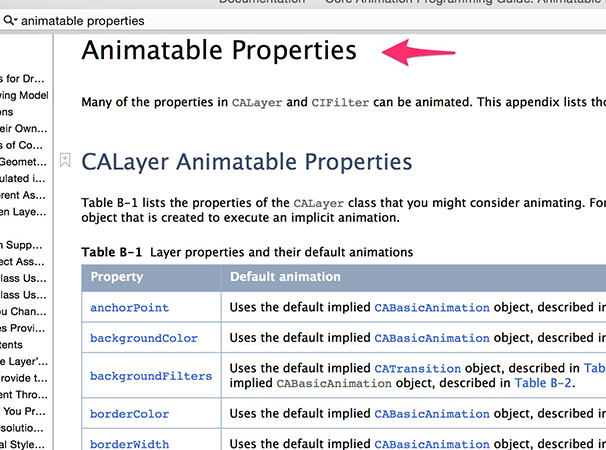 Documentation Core Animation Programming Guide: Animatable
animatable properties
Animatable Properties
s for Dr...
Many of the properties in CALayer and CIFilter can be animated. This appendix lists
ing Model
ons
eir Own...
s of Co...
Geomet...
CALayer Animatable Properties
ulated i...
erent As...
en Laye...
Table B-1 lists the properties of the CALayer class that you might consider animating. For
object that is created to execute an implicit animation.
n Supp...
Table B-1 Layer properties and their default animations
ect Ass...
lass Us...
Property Default animation
lass Us...
anchorPoint Uses the default implied CABasicAnimation object, described in
ou Chan...
es Provi...
backgroundColor Uses the default implied CABasicAnimation object, described in
tents
e Layer'...
backgroundFilters Uses the default implied CATransition object, described in Tab
implied CABasicAnimation object, described in Table B-2.
rovide t...
ent Thro...
You Pr...
borderColor Uses the default implied CABasicAnimation object, described in
esolutio...
al Style...
borderWidth Uses the default implied CABasicAnimation object, described in